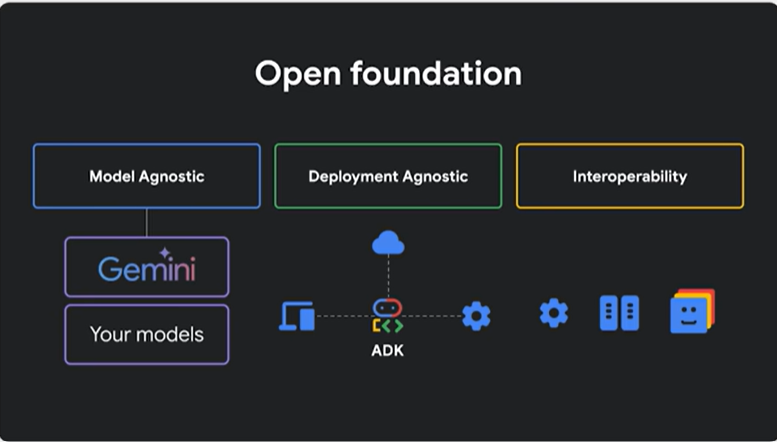 Open foundation
Model Agnostic
Deployment Agnostic
Interoperability
Gemini
Your models
ADK